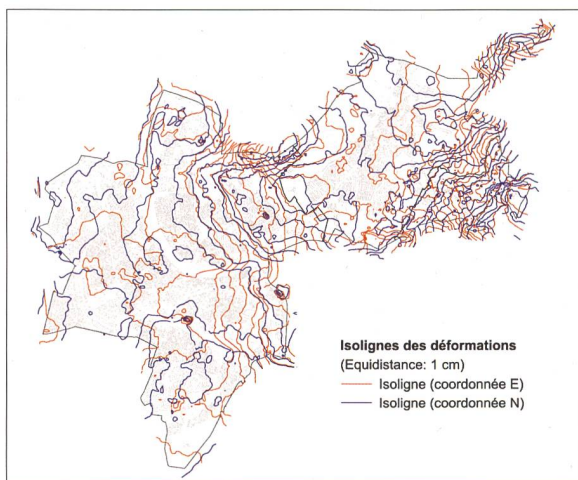 Isolignes des déformations
(Equidistance: 1 cm)
Isoligne (coordonnée E)
Isoligne (coordonnée N)